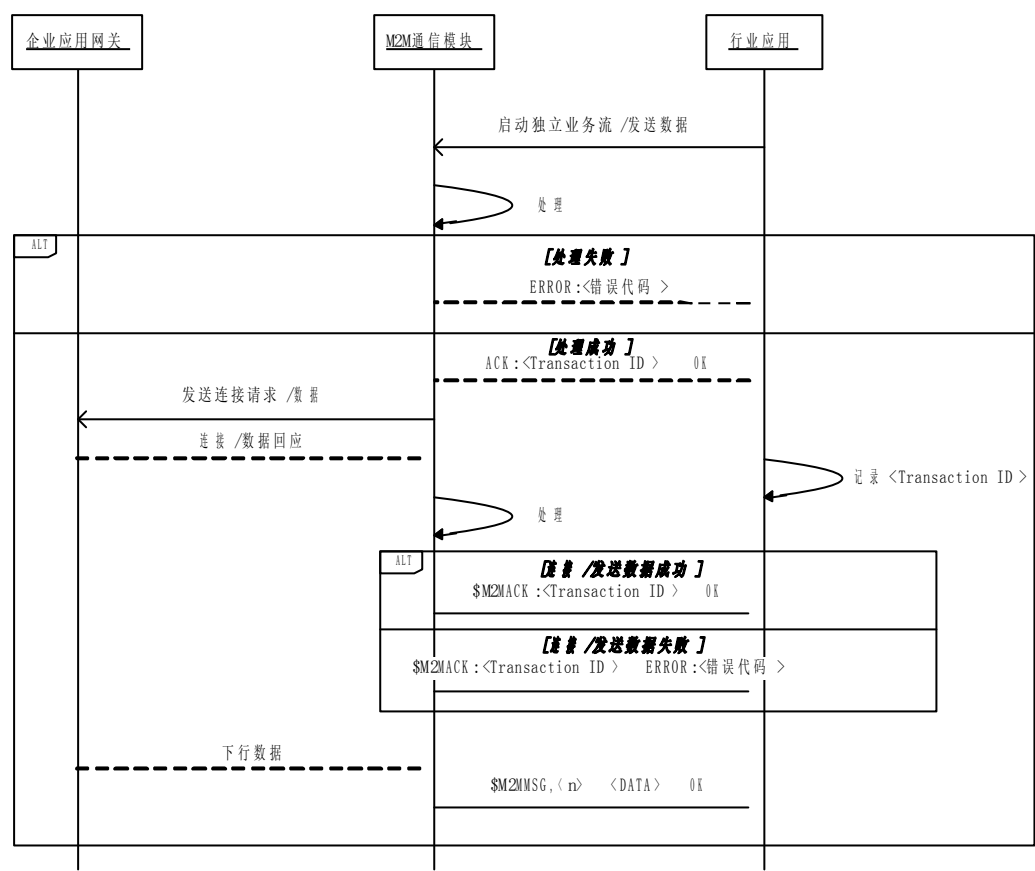 企业应用网关
M2M通信模块
行业应用
启动独立业务流 /发送数据
处理
ALT
[处理失败 ]
ERROR:<错误代码 >
[处理成功 ]
ACK:<Transaction ID > OK
发送连接请求 /数据
连接 /数据回应
记录 <Transaction ID >
处理
ALT
[连接 /发送数据成功 ]
$M2MACK :<Transaction ID > OK
[连接 /发送数据失败 ]
$M2MACK:<Transaction ID > ERROR:<错误代码 >
下行数据
$M2MMSG,< n> <DATA> OK